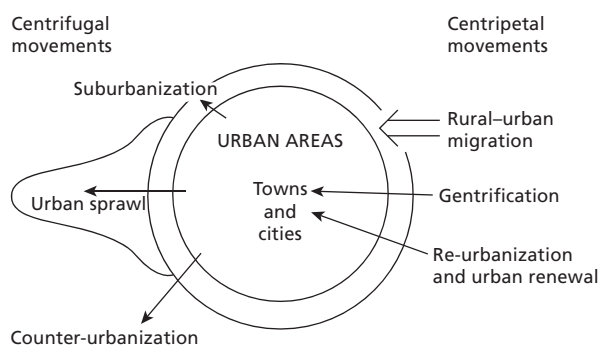 Centrifugal
movements
Centripetal
movements
Suburbanization
Rural–urban
migration
URBAN AREAS
Urban sprawl
Towns
and
cities
Gentrification
Re-urbanization
and urban renewal
Counter-urbanization